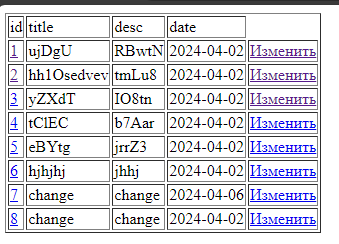 id title desc date
1 ujDgU RBwtN 2024-04-02 Изменить
2 hh1Osedvev tmLu8 2024-04-02 Изменить
3 yZXdT IO8tn 2024-04-02 Изменить
4 tClEC b7Aar 2024-04-02 Изменить
5 eBYtg jrrZ3 2024-04-02 Изменить
6 hjhjhj jhhj 2024-04-02 Изменить
7 change change 2024-04-06 Изменить
8 change change 2024-04-02 Изменить